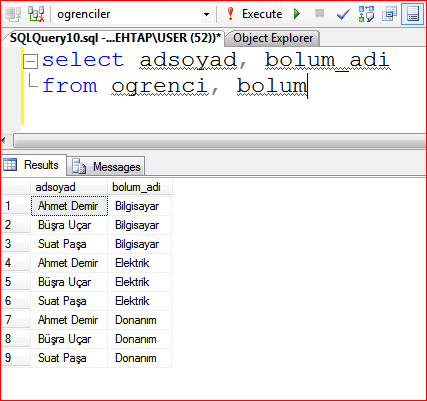 ogrenciler Execute
SQLQuery10.sql -...EHTAP\USER (52))* Object Explorer
select adsoyad, bolum_adi
from ogrenci, bolum
Results Messages
adsoyad bolum_adi
1 Ahmet Demir Bilgisayar
2 Büşra Uçar Bilgisayar
3 Suat Paşa Bilgisayar
4 Ahmet Demir Elektrik
5 Büşra Uçar Elektrik
6 Suat Paşa Elektrik
7 Ahmet Demir Donanım
8 Büşra Uçar Donanım
9 Suat Paşa Donanım